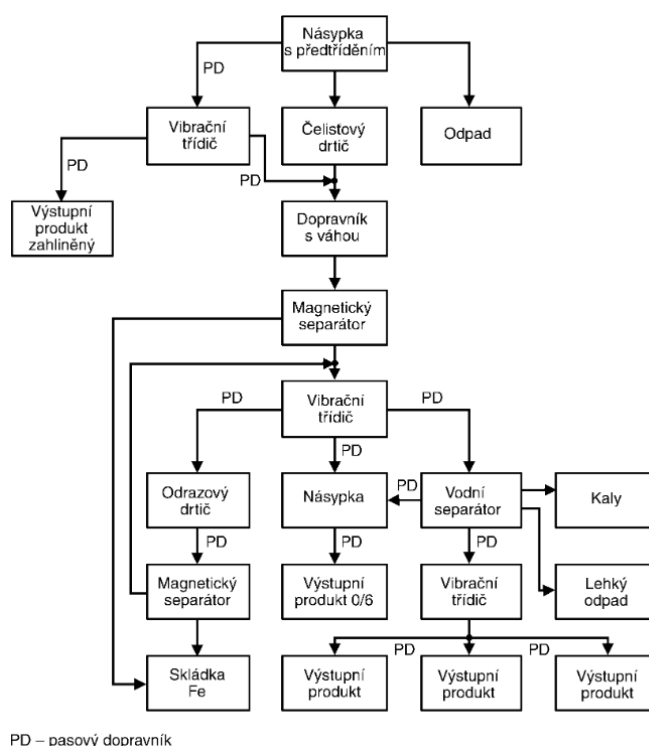 Násypka
s předtříděním
PD
Vibrační
třídič
Čelisťový
drtič
Odpad
PD
PD
Výstupní
produkt
zahliněný
Dopravník
s váhou
Magnetický
separátor
PD
Vibrační
třídič
PD
PD
Odrazový
drtič
Násypka
PD
Vodní
separátor
Kaly
PD
PD
PD
Magnetický
separátor
Výstupní
produkt 0/6
Vibrační
třídič
Lehký
odpad
PD
PD
Skládka
Fe
Výstupní
produkt
Výstupní
produkt
Výstupní
produkt
PD – pasový dopravník